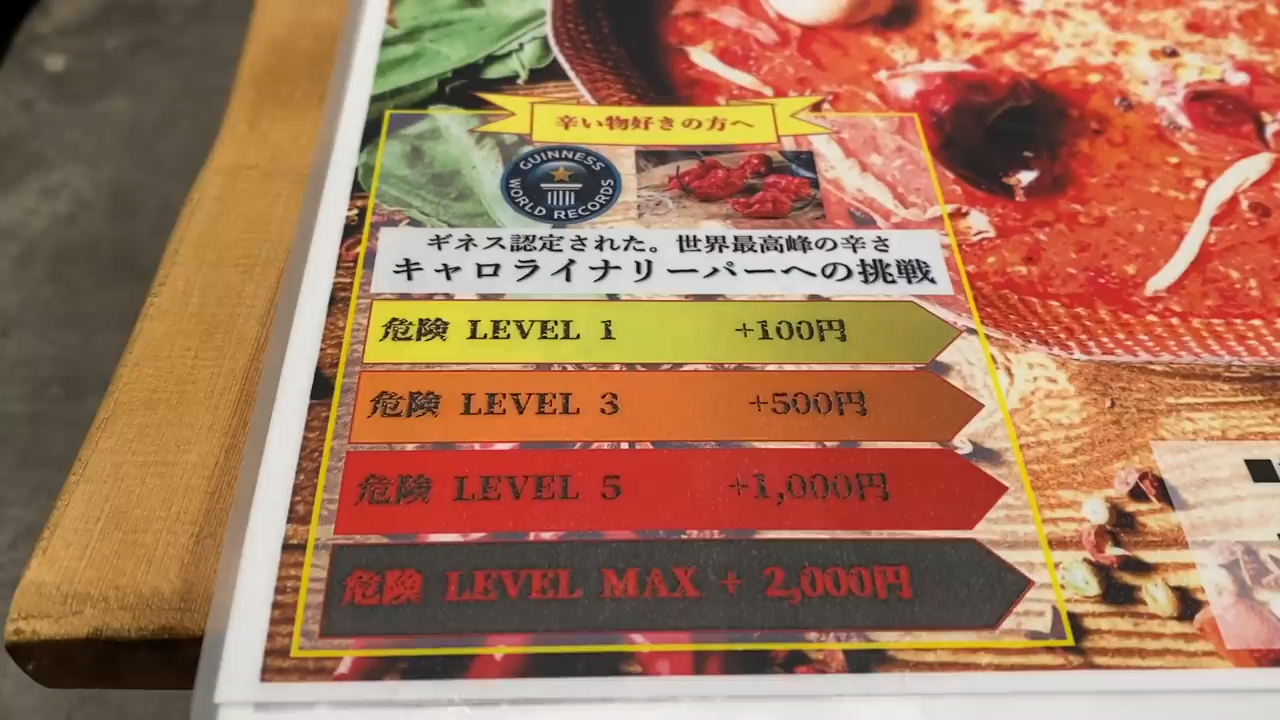 辛い物好きの方へ
GUINNESS
WORLD RECORDS
ギネス認定された。世界最高峰の辛さ
キャロライナリーパーへの挑戦
危険 LEVEL 1 +100円
危険 LEVEL 3 +500円
危険 LEVEL 5 +1,000円
危険 LEVEL MAX + 2,000円